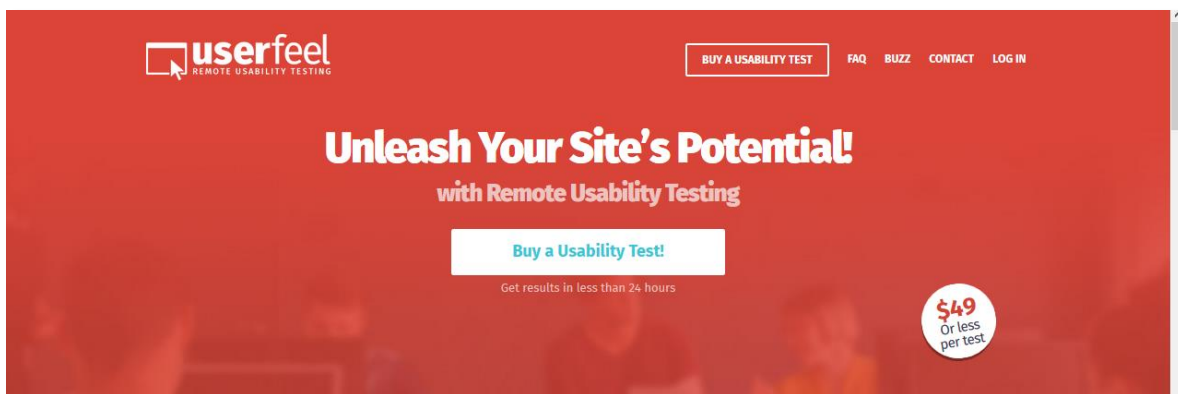 userfeel
REMOTE USABILITY TESTING
BUY A USABILITY TEST FAQ BUZZ CONTACT LOG IN
Unleash Your Site's Potential!
with Remote Usability Testing
Buy a Usability Test!
Get results in less than 24 hours
$49
Or less
per test